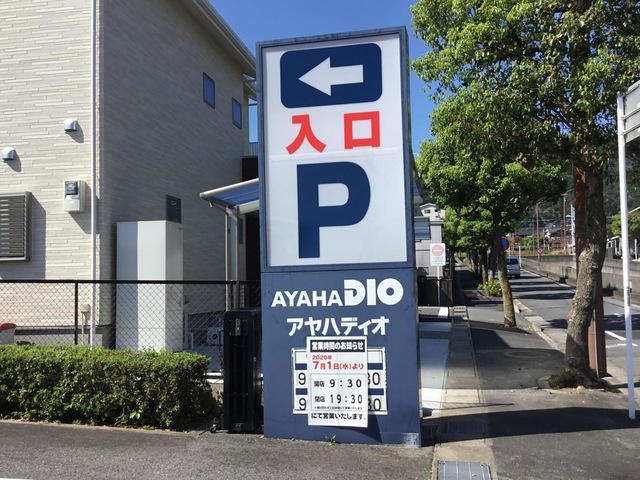 入口
P
AYAHA DIO
アヤハディオ
営業時間のお知らせ
2020年
7月1日(水)より
開店 9:30
閉店 19:30
にて営業いたします。